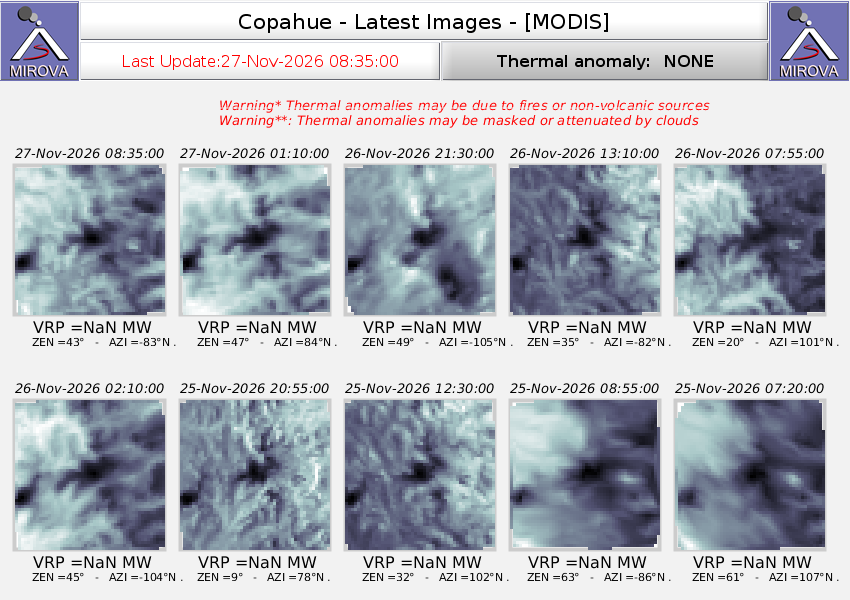 Copahue - Latest Images - [MODIS]
MIROVA
Last Update:27-Nov-2026 08:35:00
Thermal anomaly: NONE
MIROVA
Warning* Thermal anomalies may be due to fires or non-volcanic sources
Warning**: Thermal anomalies may be masked or attenuated by clouds
27-Nov-2026 08:35:00 27-Nov-2026 01:10:00 26-Nov-2026 21:30:00 26-Nov-2026 13:10:00 26-Nov-2026 07:55:00
VRP =NaN MW VRP =NaN MW VRP =NaN MW VRP =NaN MW VRP =NaN MW
ZEN =43° - AZI =-83°N . ZEN =47° - AZI =84°N . ZEN =49° - AZI =-105°N . ZEN =35° - AZI =-82°N . ZEN =20° - AZI =101°N .
26-Nov-2026 02:10:00 25-Nov-2026 20:55:00 25-Nov-2026 12:30:00 25-Nov-2026 08:55:00 25-Nov-2026 07:20:00
VRP =NaN MW VRP =NaN MW VRP =NaN MW VRP =NaN MW VRP =NaN MW
ZEN =45° - AZI =-104°N . ZEN =9° - AZI =78°N . ZEN =32° - AZI =102°N . ZEN =63° - AZI =-86°N . ZEN =61° - AZI =107°N .